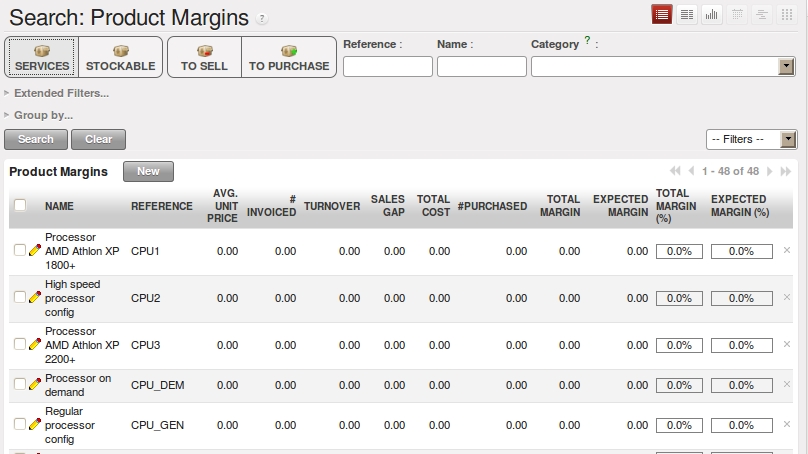 Search: Product Margins ?
SERVICES STOCKABLE TO SELL TO PURCHASE
Reference : Name : Category ? :
Extended Filters...
Group by...
Search Clear -- Filters --
Product Margins New 1 - 48 of 48
NAME REFERENCE AVG. UNIT PRICE # INVOICED TURNOVER SALES GAP TOTAL COST #PURCHASED TOTAL MARGIN EXPECTED MARGIN TOTAL MARGIN (%) EXPECTED MARGIN (%)
Processor
AMD Athlon XP CPU1 0.00 0.00 0.00 0.00 0.00 0.00 0.00 0.00 0.0% 0.0%
1800+
High speed
processor CPU2 0.00 0.00 0.00 0.00 0.00 0.00 0.00 0.00 0.0% 0.0%
config
Processor
AMD Athlon XP CPU3 0.00 0.00 0.00 0.00 0.00 0.00 0.00 0.00 0.0% 0.0%
2200+
Processor on
demand CPU_DEM 0.00 0.00 0.00 0.00 0.00 0.00 0.00 0.00 0.0% 0.0%
Regular
processor CPU_GEN 0.00 0.00 0.00 0.00 0.00 0.00 0.00 0.00 0.0% 0.0%
config